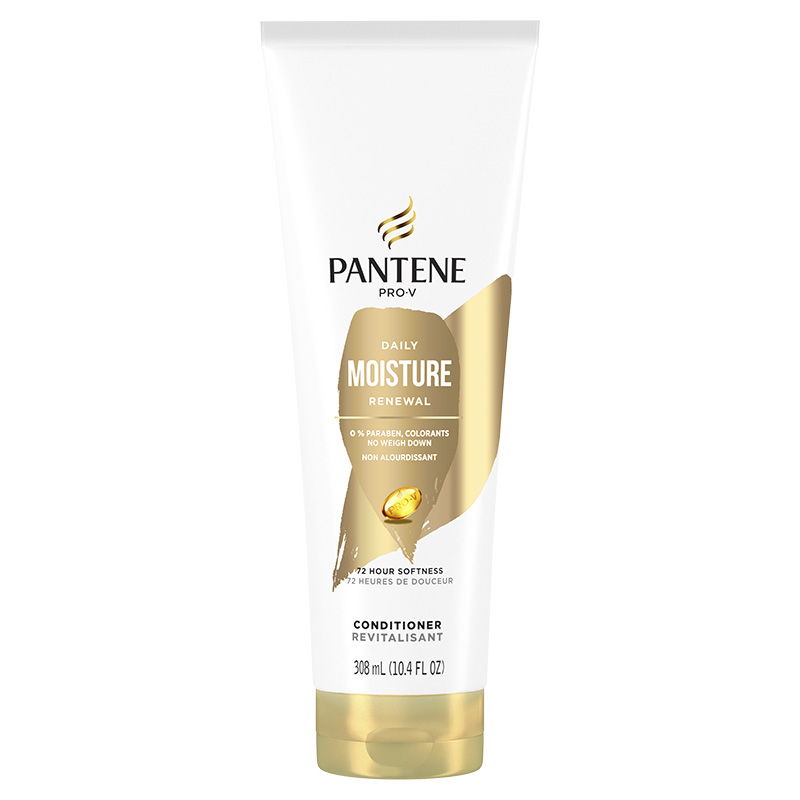 PANTENE
PRO-V
DAILY
MOISTURE
RENEWAL
0 % PARABEN, COLORANTS
NO WEIGH DOWN
NON ALOURDISSANT
PRO-V
72 HOUR SOFTNESS
72 HEURES DE DOUCEUR
CONDITIONER
REVITALISANT
308 mL (10.4 FL OZ)